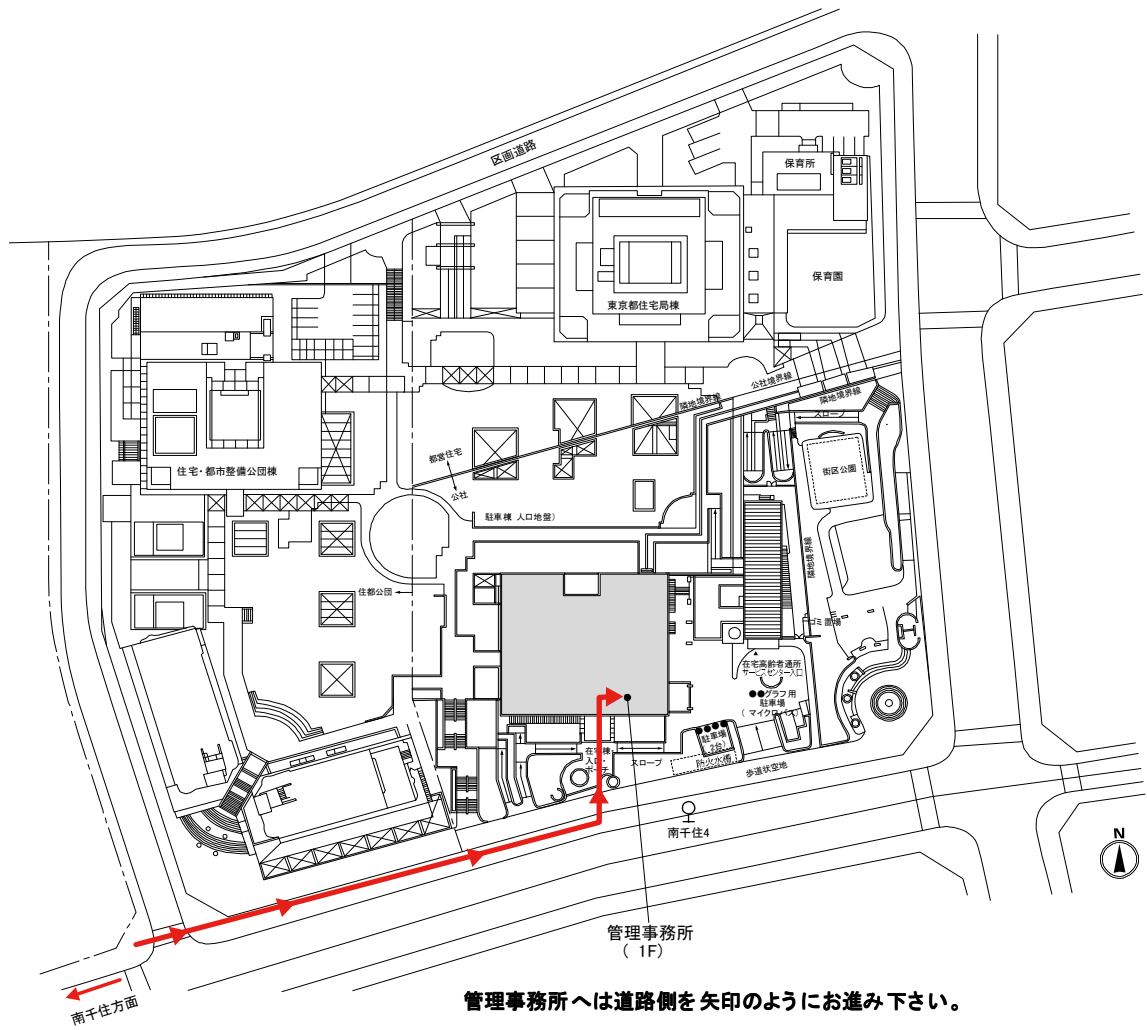 区画道路
保育所
保育園
東京都住宅局棟
公社境界線
隣地境界線
隣地境界線
スロープ
街区公園
住宅・都市整備公団棟
都営住宅
公社
駐車棟 人口地盤)
隣地境界線
住都公団
ゴミ置場
在宅高齢者通所
サービスセンター入口
●●グラフ用
駐車場
( マイクロバス)
駐車場
2台)
防火水槽
在宅棟
入口・
ポーチ
スロープ
歩道状空地
南千住4
N
管理事務所
( 1F)
南千住方面
管理事務所へは道路側を矢印のようにお進み下さい。